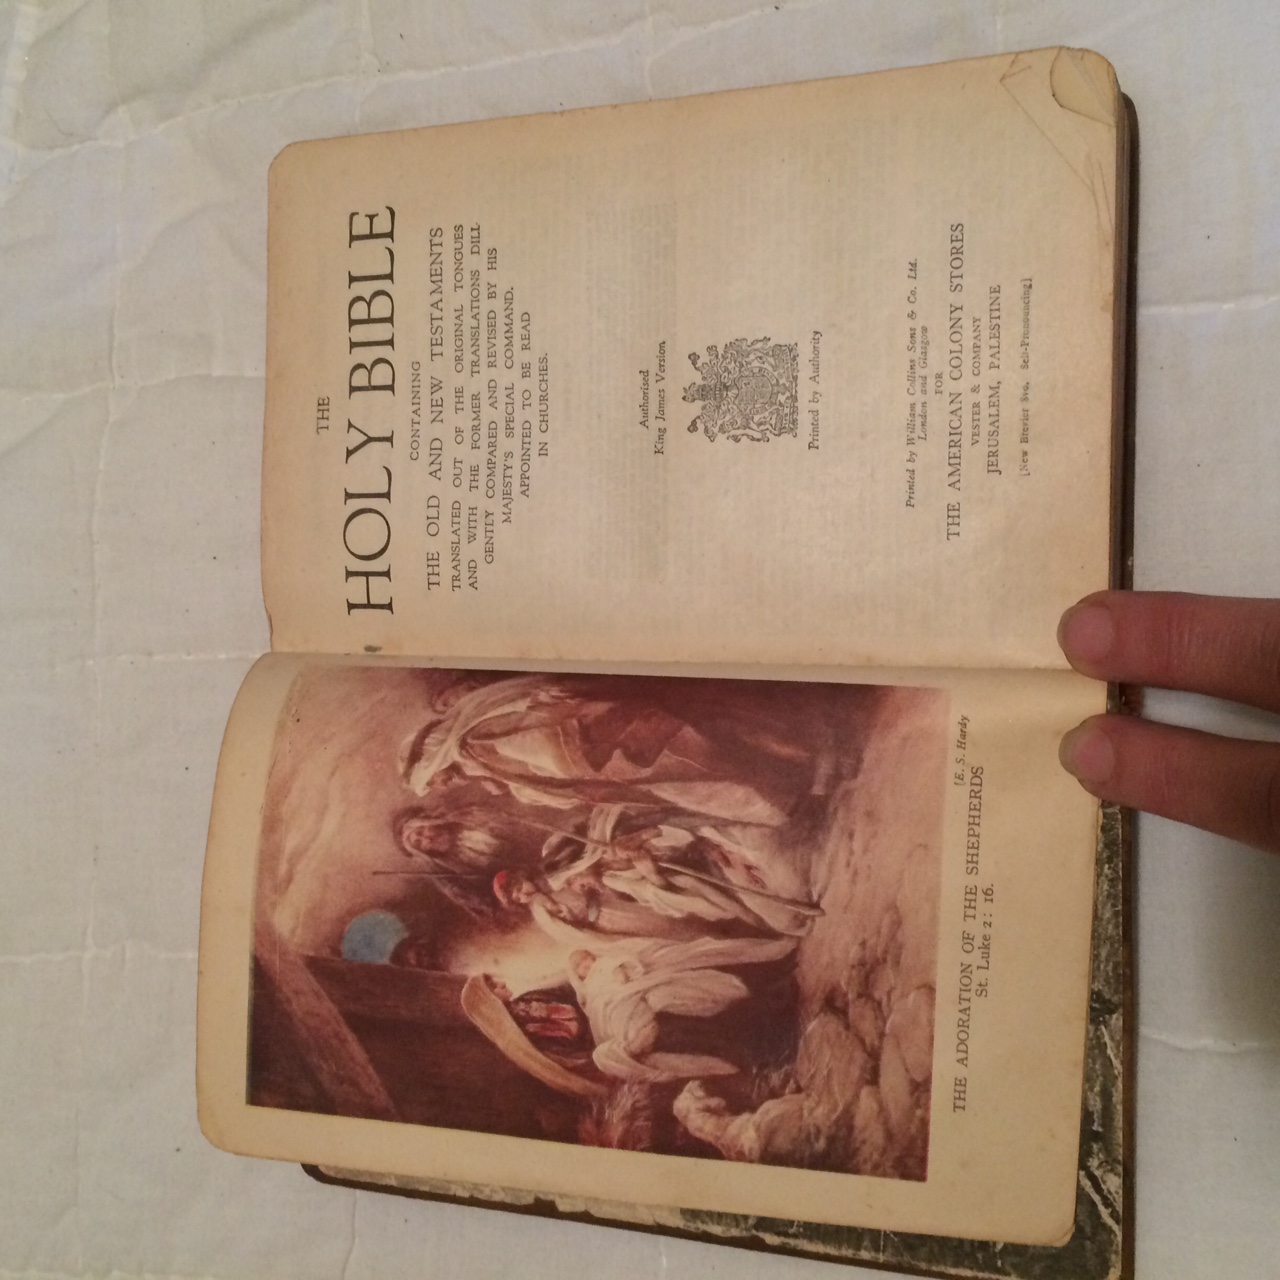 [E. S. Hardy
THE ADORATION OF THE SHEPHERDS
St. Luke 2: 16.
THE
HOLY BIBLE
CONTAINING
THE OLD AND NEW TESTAMENTS
TRANSLATED OUT OF THE ORIGINAL TONGUES
AND WITH THE FORMER TRANSLATIONS DILI
GENTLY COMPARED AND REVISED BY HIS
MAJESTY'S SPECIAL COMMAND.
APPOINTED TO BE READ
IN CHURCHES.
Authorised
King James Version
Printed by Authority
Printed by William Collins Sons & Co. Ltd.
London and Glasgow
FOR
THE AMERICAN COLONY STORES
VESTER & COMPANY
JERUSALEM, PALESTINE
[New Brevier 8vo, Self-Pronouncing]